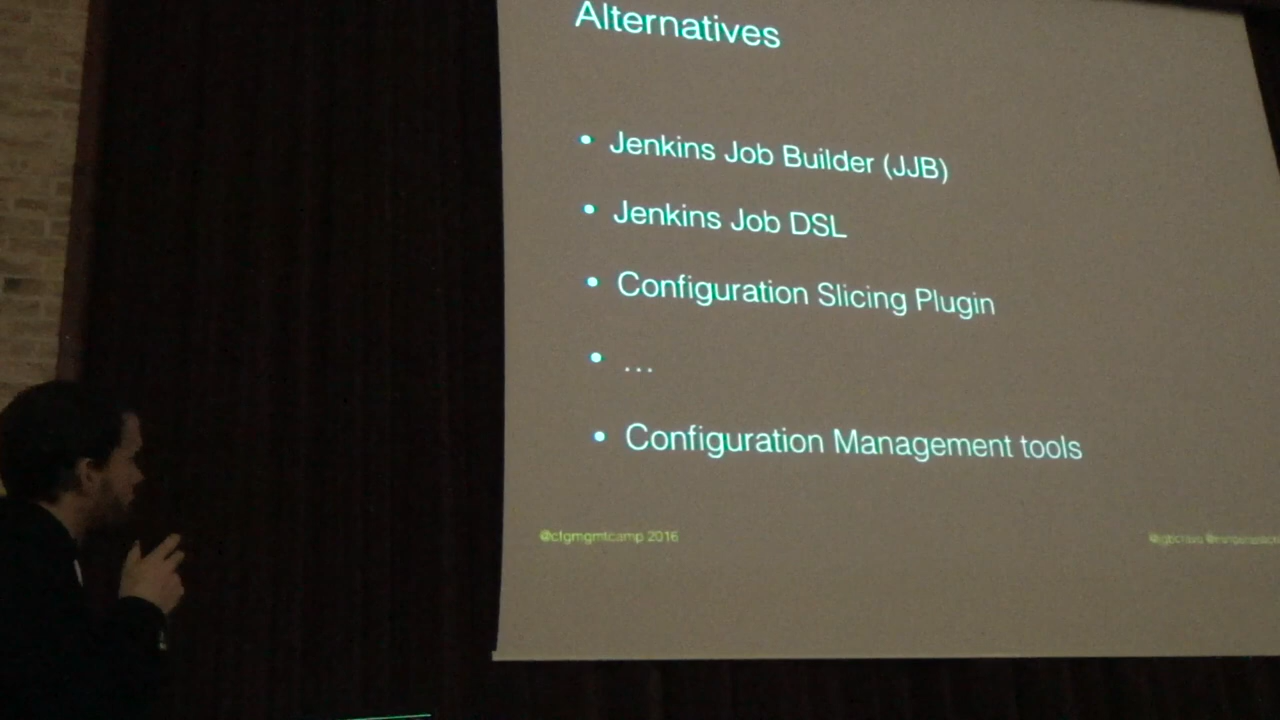 Alternatives
• Jenkins Job Builder (JJB)
• Jenkins Job DSL
• Configuration Slicing Plugin
• ...
• Configuration Management tools
@cfgmgmtcamp 2016